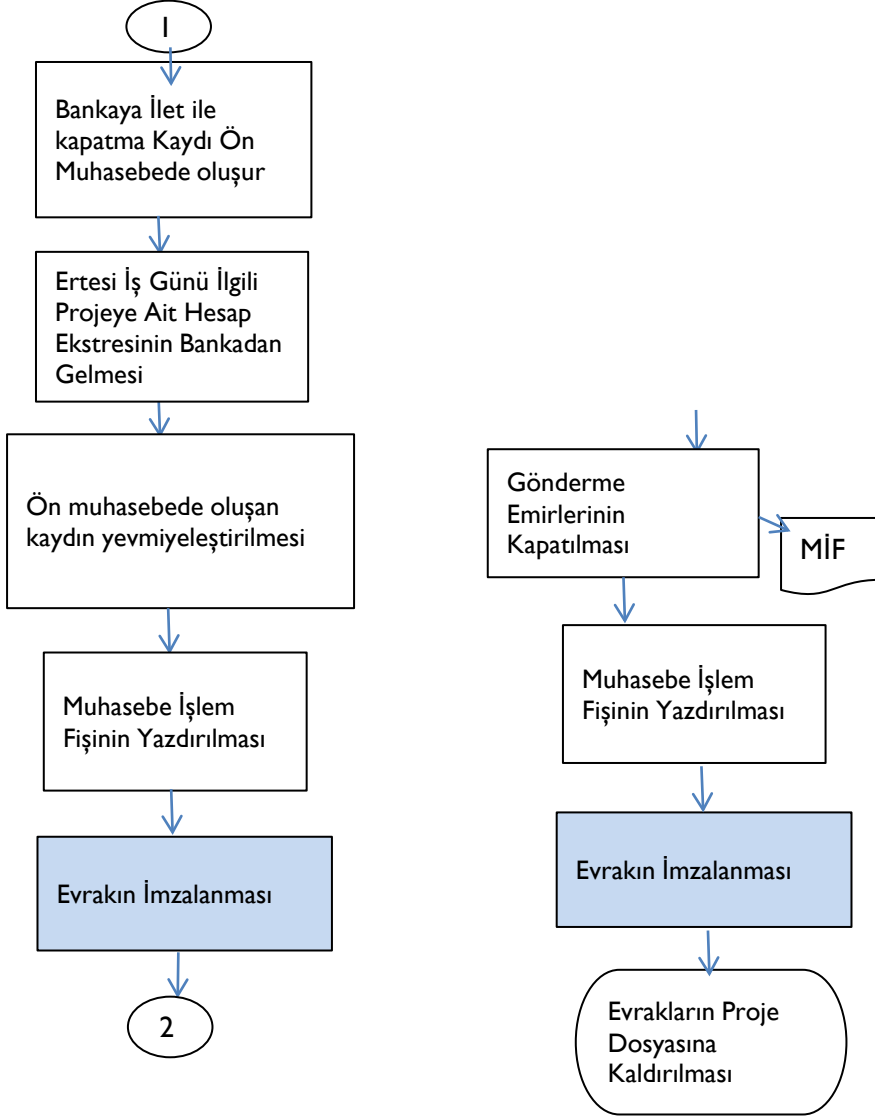 1
Bankaya İlet ile
kapatma Kaydı Ön
Muhasebede oluşur
Ertesi İş Günü İlgili
Projeye Ait Hesap
Ekstresinin Bankadan
Gelmesi
Ön muhasebede oluşan
kaydın yevmiyeleştirilmesi
Muhasebe İşlem
Fişinin Yazdırılması
Evrakın İmzalanması
2
Gönderme
Emirlerinin
Kapatılması
MİF
Muhasebe İşlem
Fişinin Yazdırılması
Evrakın İmzalanması
Evrakların Proje
Dosyasına
Kaldırılması